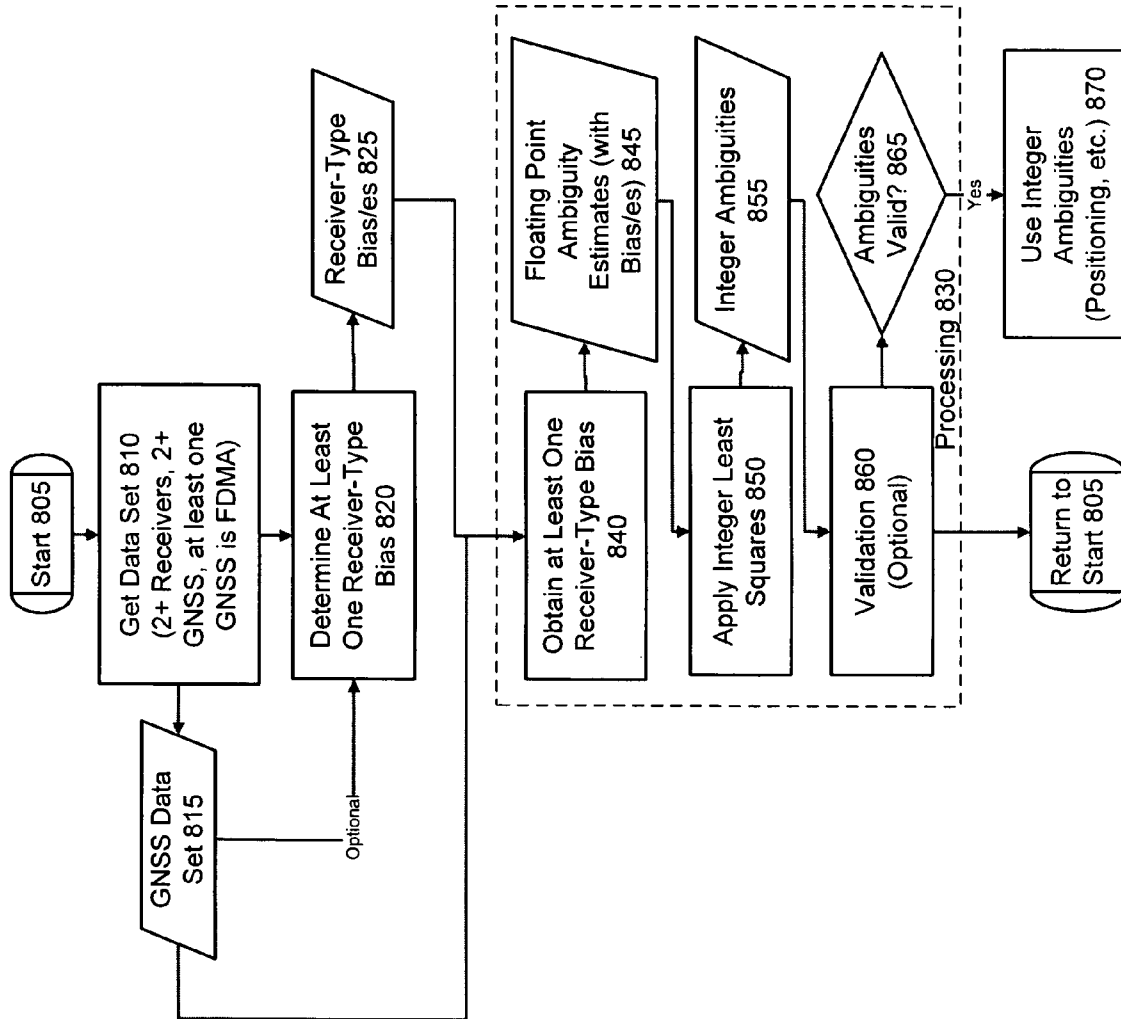 Start 805
Get Data Set 810
(2+ Receivers, 2+
GNSS, at least one
GNSS is FDMA)
GNSS Data
Set 815
Optional
Determine At Least
One Receiver-Type
Bias 820
Receiver-Type
Bias/es 825
Obtain at Least One
Receiver-Type Bias
840
Floating Point
Ambiguity
Estimates (with
Bias/es) 845
Apply Integer Least
Squares 850
Integer Ambiguities
855
Validation 860
(Optional)
Ambiguities
Valid? 865
Processing 830
Yes
Return to
Start 805
Use Integer
Ambiguities
(Positioning, etc.) 870